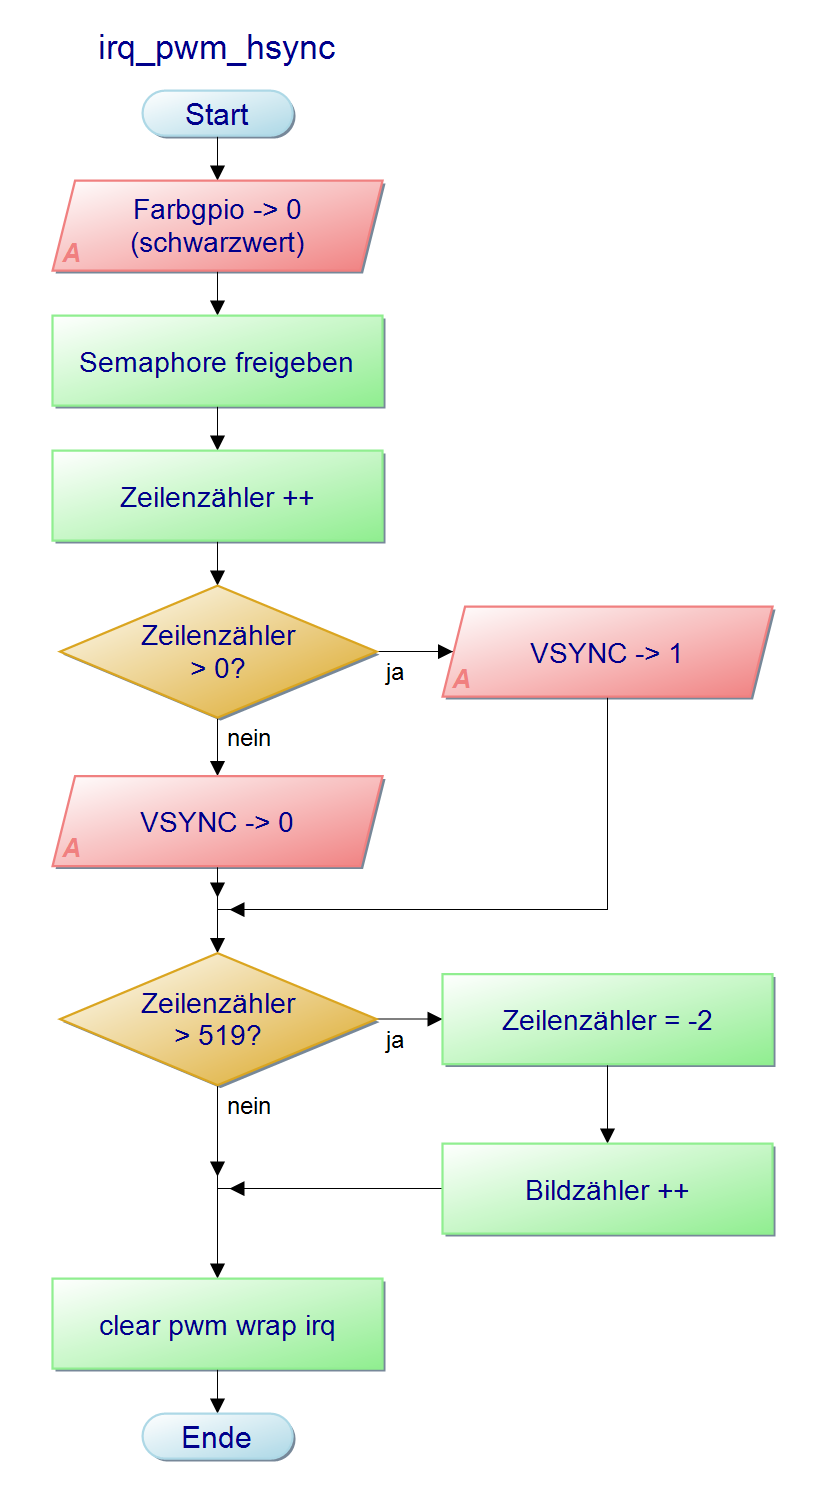 irq_pwm_hsync
Start
Farbgpio -> 0
(schwarzwert)
A
Semaphore freigeben
Zeilenzähler ++
Zeilenzähler
> 0?
ja
VSYNC -> 1
A
nein
VSYNC -> 0
A
Zeilenzähler
> 519?
ja
Zeilenzähler = -2
nein
Bildzähler ++
clear pwm wrap irq
Ende